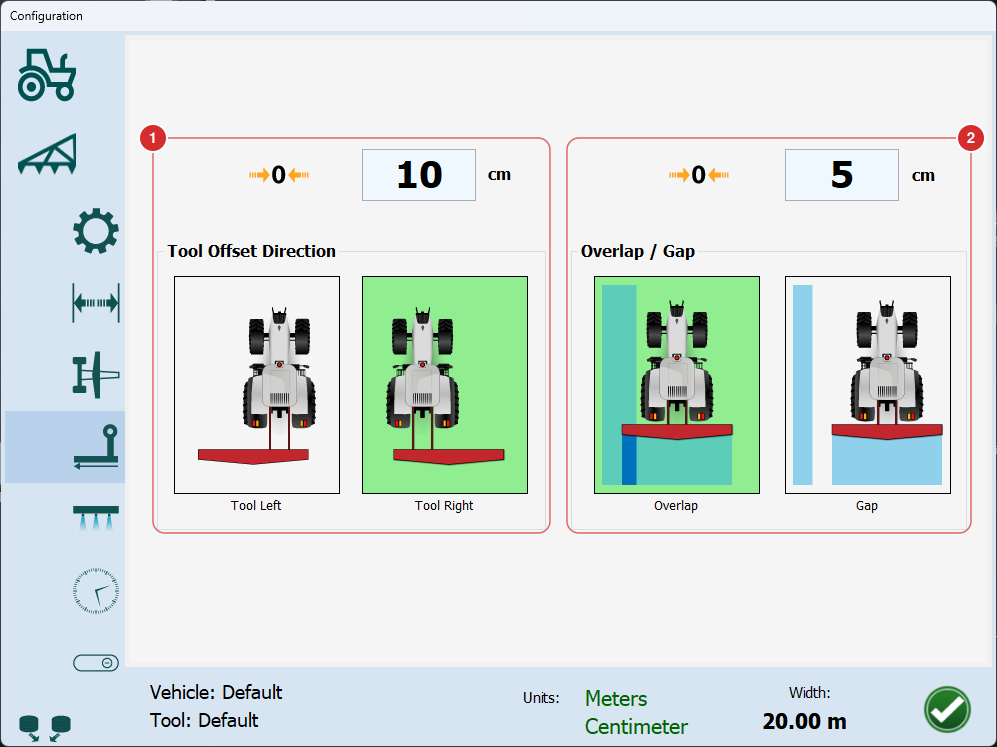 Configuration
1
2
0
10
cm
0
5
cm
Tool Offset Direction
Overlap / Gap
Tool Left
Tool Right
Overlap
Gap
Vehicle: Default
Tool: Default
Units:
Meters
Centimeter
Width:
20.00 m